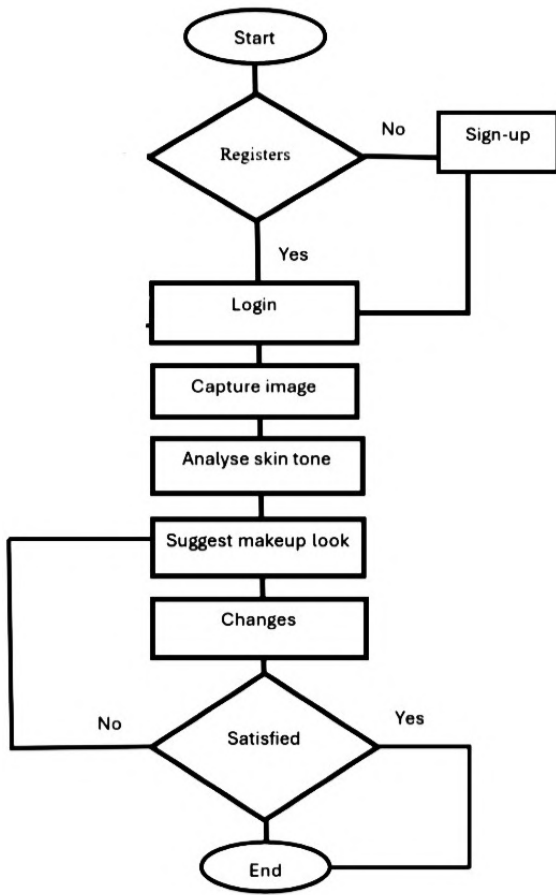 Start
Registers
No
Sign-up
Yes
Login
Capture image
Analyse skin tone
Suggest makeup look
Changes
No
Satisfied
Yes
End